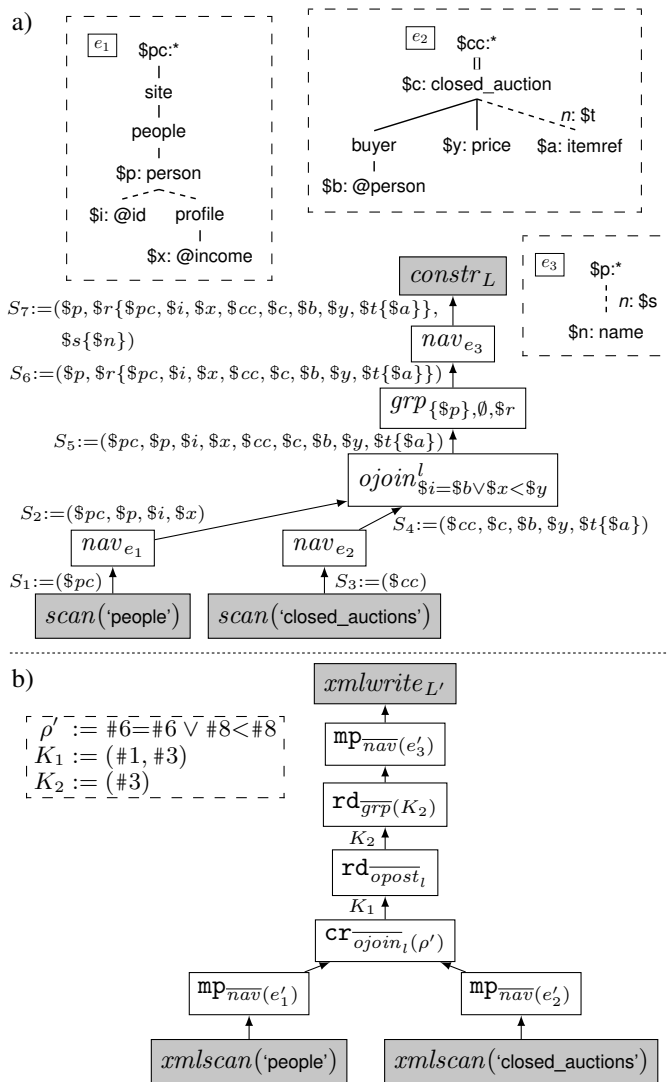 a)
e₁
$pc:*
site
people
$p: person
$i: @id profile
$x: @income
e₂
$cc:*
$c: closed_auction
n: $t
buyer $y: price $a: itemref
$b: @person
e₃
$p:*
n: $s
$n: name
constr_L
S₇:=($p, $r{$pc, $i, $x, $cc, $c, $b, $y, $t{$a}},
$s{$n})
nav_e₃
S₆:=($p, $r{$pc, $i, $x, $cc, $c, $b, $y, $t{$a}})
grp_{$p},∅,$r
S₅:=($pc, $p, $i, $x, $cc, $c, $b, $y, $t{$a})
ojoin^l_$i=$b∨$x<$y
S₂:=($pc, $p, $i, $x)
S₄:=($cc, $c, $b, $y, $t{$a})
nav_e₁ nav_e₂
S₁:=($pc) S₃:=($cc)
scan(‘people’) scan(‘closed_auctions’)
b)
xmlwrite_L′
ρ′ := #6=#6 ∨ #8<#8
K₁ := (#1, #3)
K₂ := (#3)
mp_nav(e′₃)
rd_grp(K₂)
K₂
rd_opost_l
K₁
cr_ojoin_l(ρ′)
mp_nav(e′₁) mp_nav(e′₂)
xmlscan(‘people’) xmlscan(‘closed_auctions’)